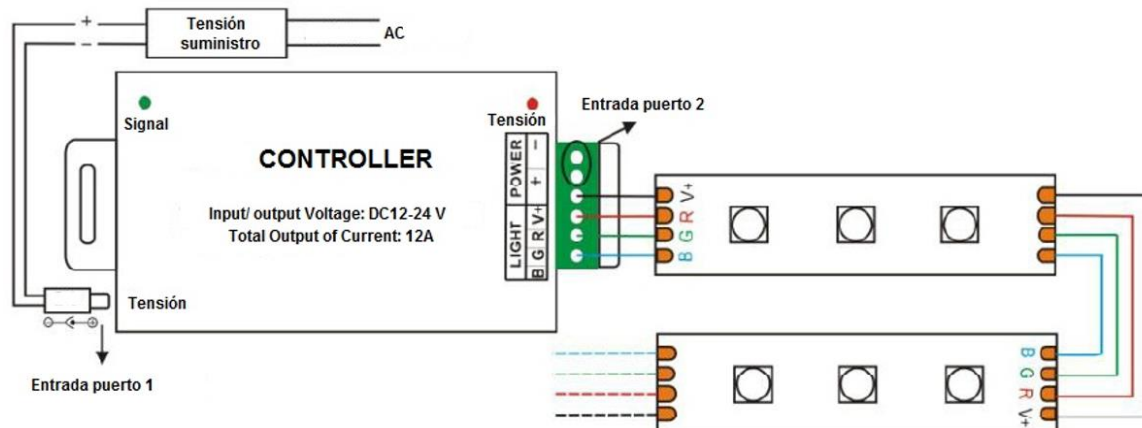 +
−
Tensión
suministro
AC
Signal
Tensión
Entrada puerto 2
CONTROLLER
Input/ output Voltage: DC12-24 V
Total Output of Current: 12A
POWER
− +
LIGHT
V+ R G B
V+
R
G
B
Tensión
Entrada puerto 1
B
G
R
V+